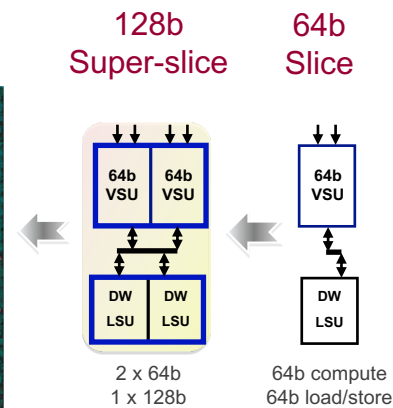 128b
Super-slice
64b
Slice
64b
VSU
64b
VSU
64b
VSU
DW
LSU
DW
LSU
DW
LSU
2 x 64b
1 x 128b
64b compute
64b load/store